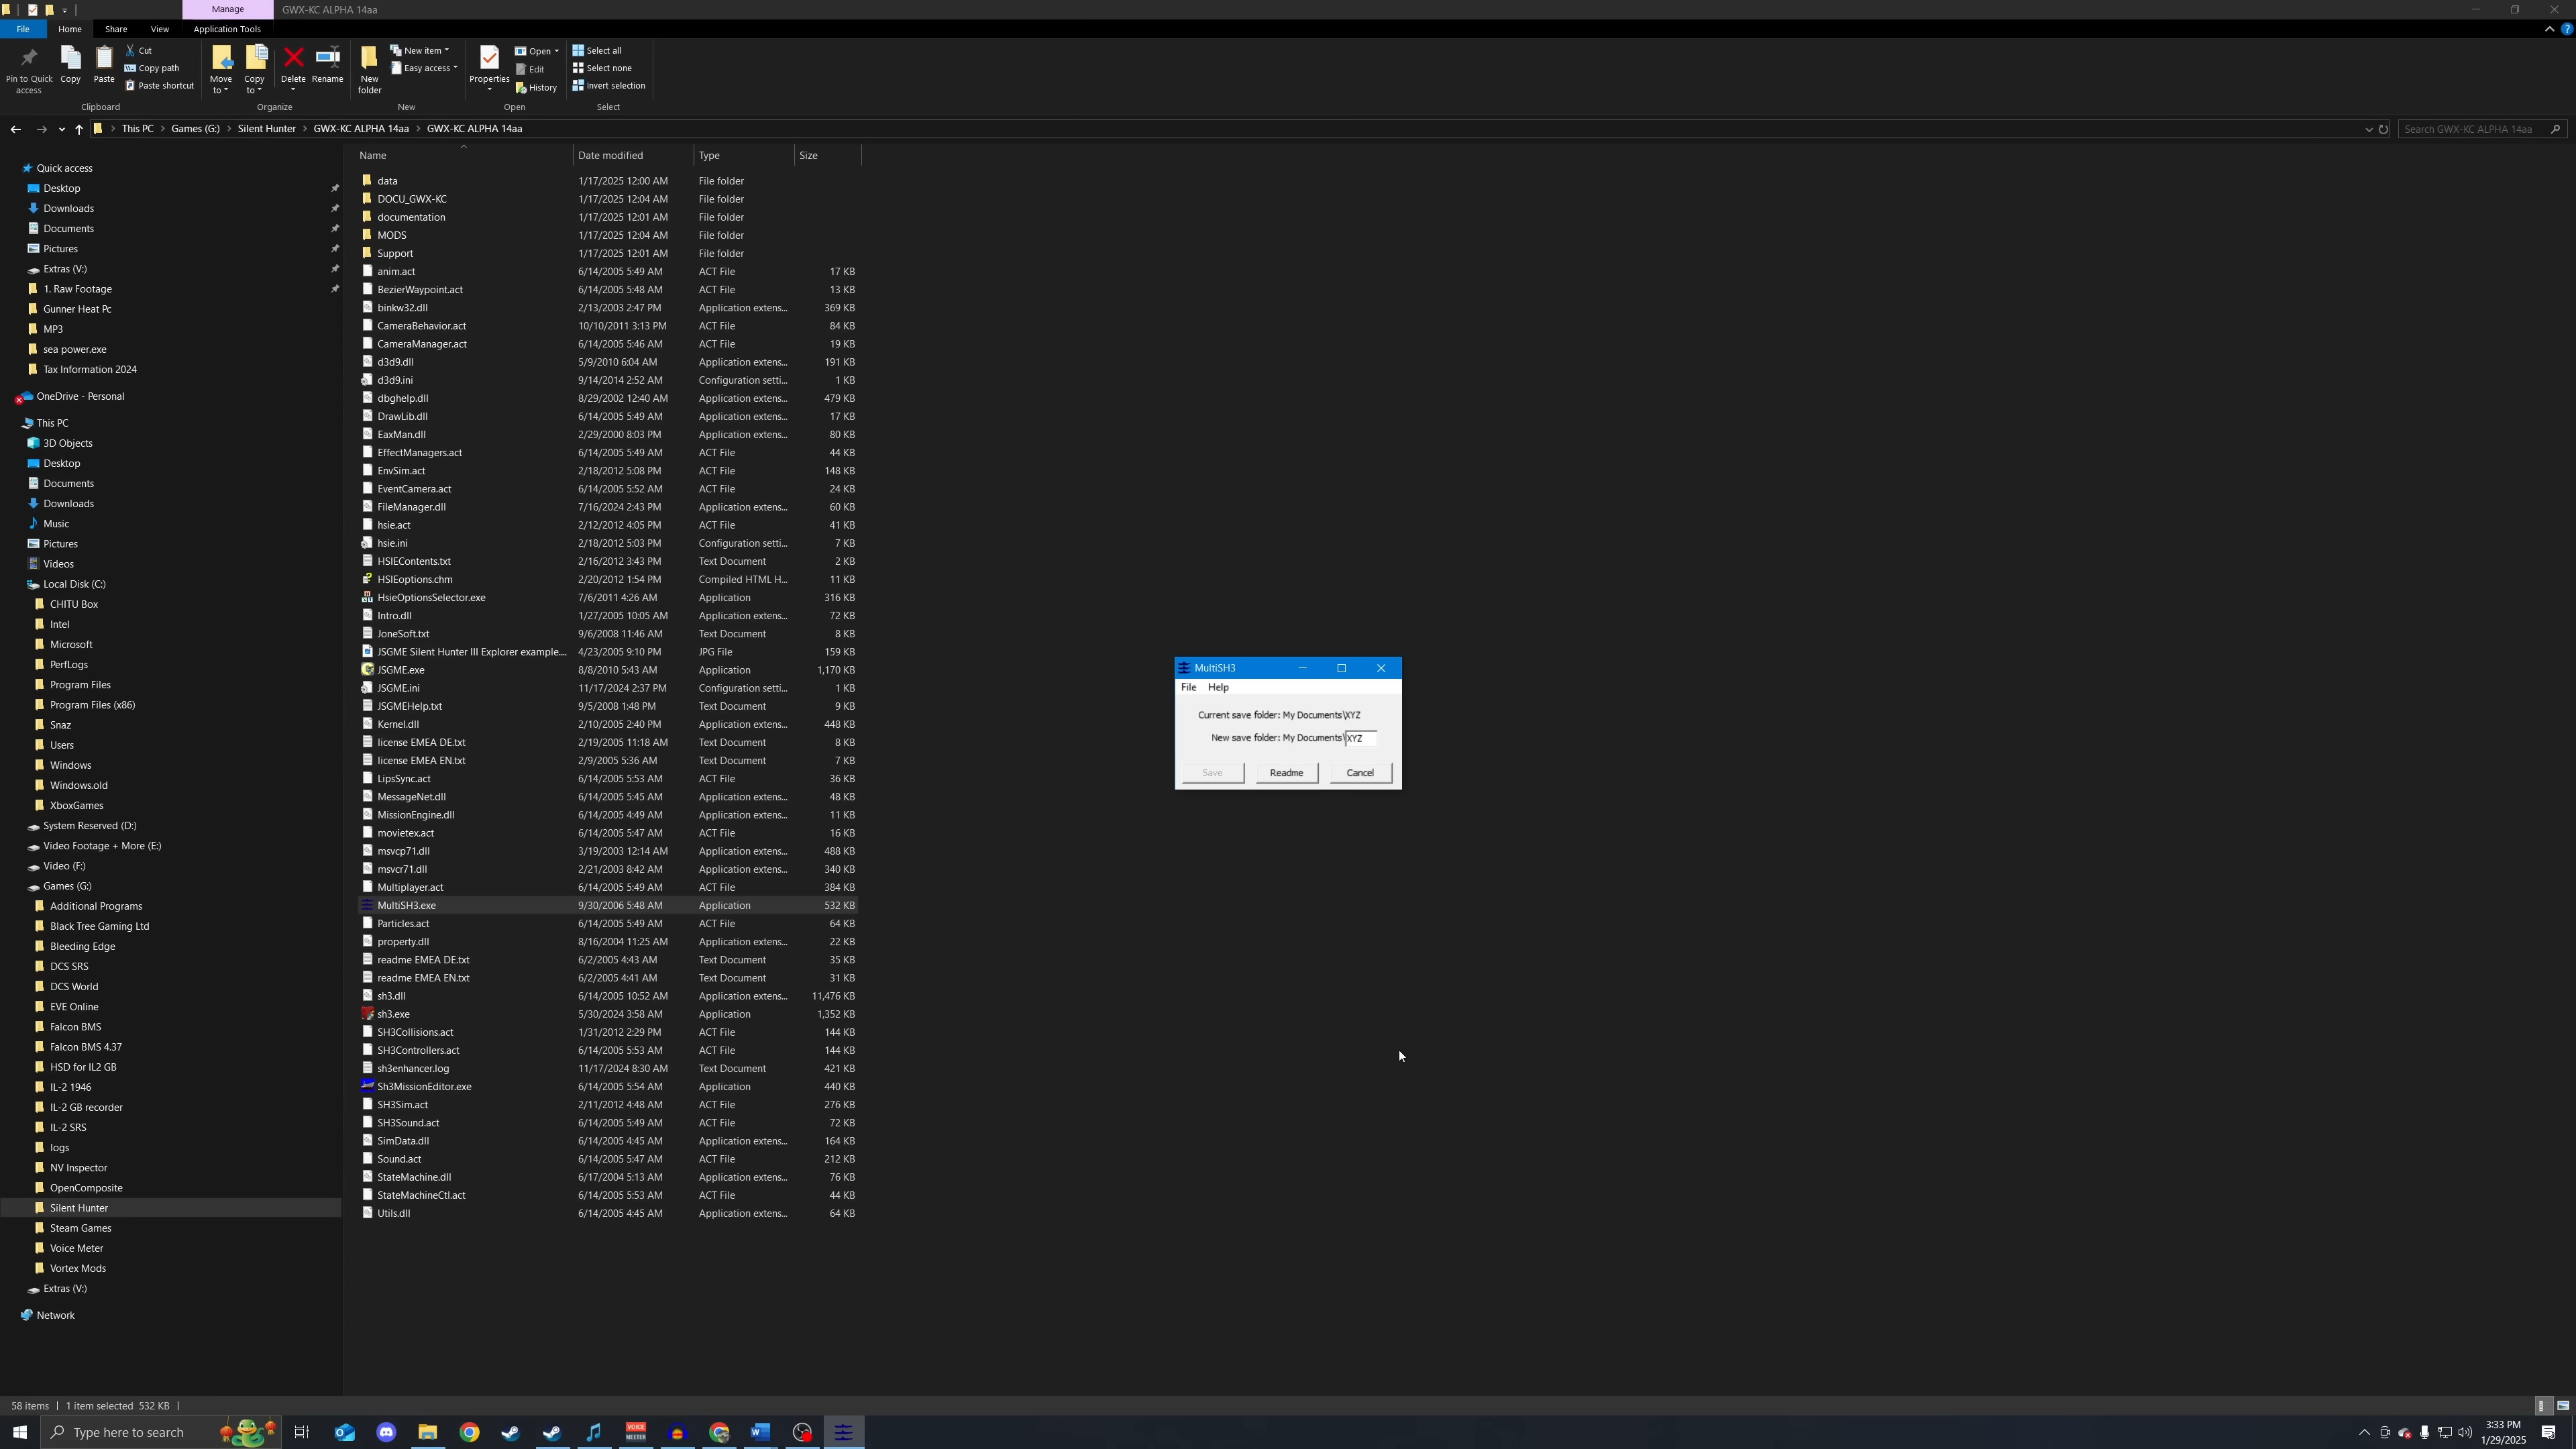 Manage
GWX-KC ALPHA 14aa
File
Home
Share
View
Application Tools
Pin to Quick access
Copy
Paste
Cut
Copy path
Paste shortcut
Clipboard
Move to
Copy to
Delete
Rename
Organize
New folder
New item
Easy access
New
Properties
Open
Edit
History
Open
Select all
Select none
Invert selection
Select
This PC > Games (G:) > Silent Hunter > GWX-KC ALPHA 14aa > GWX-KC ALPHA 14aa
Search GWX-KC ALPHA 14aa
Quick access
Desktop
Downloads
Documents
Pictures
Extras (V:)
1. Raw Footage
Gunner Heat Pc
MP3
sea power.exe
Tax Information 2024
OneDrive - Personal
This PC
3D Objects
Desktop
Documents
Downloads
Music
Pictures
Videos
Local Disk (C:)
CHITU Box
Intel
Microsoft
PerfLogs
Program Files
Program Files (x86)
Snaz
Users
Windows
Windows.old
XboxGames
System Reserved (D:)
Video Footage + More (E:)
Video (F:)
Games (G:)
Additional Programs
Black Tree Gaming Ltd
Bleeding Edge
DCS SRS
DCS World
EVE Online
Falcon BMS
Falcon BMS 4.37
HSD for IL2 GB
IL-2 1946
IL-2 GB recorder
IL-2 SRS
logs
NV Inspector
OpenComposite
Silent Hunter
Steam Games
Voice Meter
Vortex Mods
Extras (V:)
Network
Name Date modified Type Size
data 1/17/2025 12:00 AM File folder
DOCU_GWX-KC 1/17/2025 12:04 AM File folder
documentation 1/17/2025 12:01 AM File folder
MODS 1/17/2025 12:04 AM File folder
Support 1/17/2025 12:01 AM File folder
anim.act 6/14/2005 5:49 AM ACT File 17 KB
BezierWaypoint.act 6/14/2005 5:48 AM ACT File 13 KB
binkw32.dll 2/13/2003 2:47 PM Application extens... 369 KB
CameraBehavior.act 10/10/2011 3:13 PM ACT File 84 KB
CameraManager.act 6/14/2005 5:46 AM ACT File 19 KB
d3d9.dll 5/9/2010 6:04 AM Application extens... 191 KB
d3d9.ini 9/14/2014 2:52 AM Configuration setti... 1 KB
dbghelp.dll 8/29/2002 12:40 AM Application extens... 479 KB
DrawLib.dll 6/14/2005 5:49 AM Application extens... 17 KB
EaxMan.dll 2/29/2000 8:03 PM Application extens... 80 KB
EffectManagers.act 6/14/2005 5:49 AM ACT File 44 KB
EnvSim.act 2/18/2012 5:08 PM ACT File 148 KB
EventCamera.act 6/14/2005 5:52 AM ACT File 24 KB
FileManager.dll 7/16/2024 2:43 PM Application extens... 60 KB
hsie.act 2/12/2012 4:05 PM ACT File 41 KB
hsie.ini 2/18/2012 5:03 PM Configuration setti... 7 KB
HSIEContents.txt 2/16/2012 3:43 PM Text Document 2 KB
HSIEoptions.chm 2/20/2012 1:54 PM Compiled HTML H... 11 KB
HsieOptionsSelector.exe 7/6/2011 4:26 AM Application 316 KB
Intro.dll 1/27/2005 10:05 AM Application extens... 72 KB
JoneSoft.txt 9/6/2008 11:46 AM Text Document 8 KB
JSGME Silent Hunter III Explorer example.... 4/23/2005 9:10 PM JPG File 159 KB
JSGME.exe 8/8/2010 5:43 AM Application 1,170 KB
JSGME.ini 11/17/2024 2:37 PM Configuration setti... 1 KB
JSGMEHelp.txt 9/5/2008 1:48 PM Text Document 9 KB
Kernel.dll 2/10/2005 2:40 PM Application extens... 448 KB
license EMEA DE.txt 2/19/2005 11:18 AM Text Document 8 KB
license EMEA EN.txt 2/9/2005 5:36 AM Text Document 7 KB
LipsSync.act 6/14/2005 5:53 AM ACT File 36 KB
MessageNet.dll 6/14/2005 5:45 AM Application extens... 48 KB
MissionEngine.dll 6/14/2005 4:49 AM Application extens... 11 KB
movietex.act 6/14/2005 5:47 AM ACT File 16 KB
msvcp71.dll 3/19/2003 12:14 AM Application extens... 488 KB
msvcr71.dll 2/21/2003 8:42 AM Application extens... 340 KB
Multiplayer.act 6/14/2005 5:49 AM ACT File 384 KB
MultiSH3.exe 9/30/2006 5:48 AM Application 532 KB
Particles.act 6/14/2005 5:49 AM ACT File 64 KB
property.dll 8/16/2004 11:25 AM Application extens... 22 KB
readme EMEA DE.txt 6/2/2005 4:43 AM Text Document 35 KB
readme EMEA EN.txt 6/2/2005 4:41 AM Text Document 31 KB
sh3.dll 6/14/2005 10:52 AM Application extens... 11,476 KB
sh3.exe 5/30/2024 3:58 AM Application 1,352 KB
SH3Collisions.act 1/31/2012 2:29 PM ACT File 144 KB
SH3Controllers.act 6/14/2005 5:53 AM ACT File 144 KB
sh3enhancer.log 11/17/2024 8:30 AM Text Document 421 KB
Sh3MissionEditor.exe 6/14/2005 5:54 AM Application 440 KB
SH3Sim.act 2/11/2012 4:48 AM ACT File 276 KB
SH3Sound.act 6/14/2005 5:49 AM ACT File 72 KB
SimData.dll 6/14/2005 4:45 AM Application extens... 164 KB
Sound.act 6/14/2005 5:47 AM ACT File 212 KB
StateMachine.dll 6/17/2004 5:13 AM Application extens... 76 KB
StateMachineCtl.act 6/14/2005 5:53 AM ACT File 44 KB
Utils.dll 6/14/2005 4:45 AM Application extens... 64 KB
MultiSH3
File Help
Current save folder: My Documents\XYZ
New save folder: My Documents\XYZ
Save Readme Cancel
58 items 1 item selected 532 KB
Type here to search
VOICE
MEETER
3:33 PM
1/29/2025